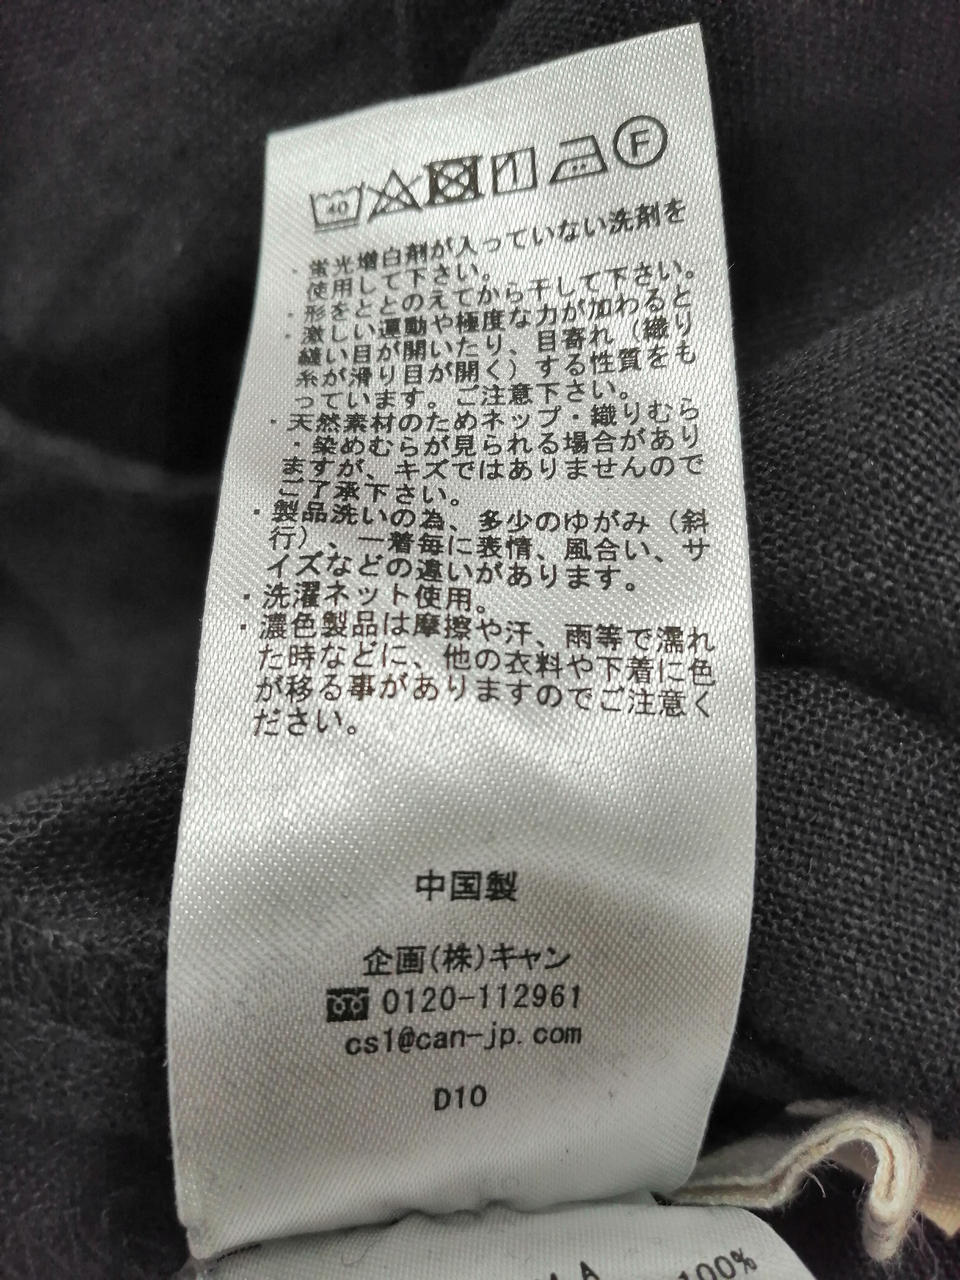 40 F
・蛍光増白剤が入っていない洗剤を
使用して下さい。
・形をととのえてから干して下さい。
・激しい運動や極度な力が加わると
縫い目が開いたり、目寄れ（織り
糸が滑り目が開く）する性質をも
っています。ご注意下さい。
・天然素材のためネップ・織りむら
・染めむらが見られる場合があり
ますが、キズではありませんので
ご了承下さい。
・製品洗いの為、多少のゆがみ（斜
行）、一着毎に表情、風合い、サ
イズなどの違いがあります。
・洗濯ネット使用。
・濃色製品は摩擦や汗、雨等で濡れ
た時などに、他の衣料や下着に色
が移る事がありますのでご注意く
ださい。
中国製
企画(株)キャン
0120-112961
cs1@can-jp.com
D10
100%